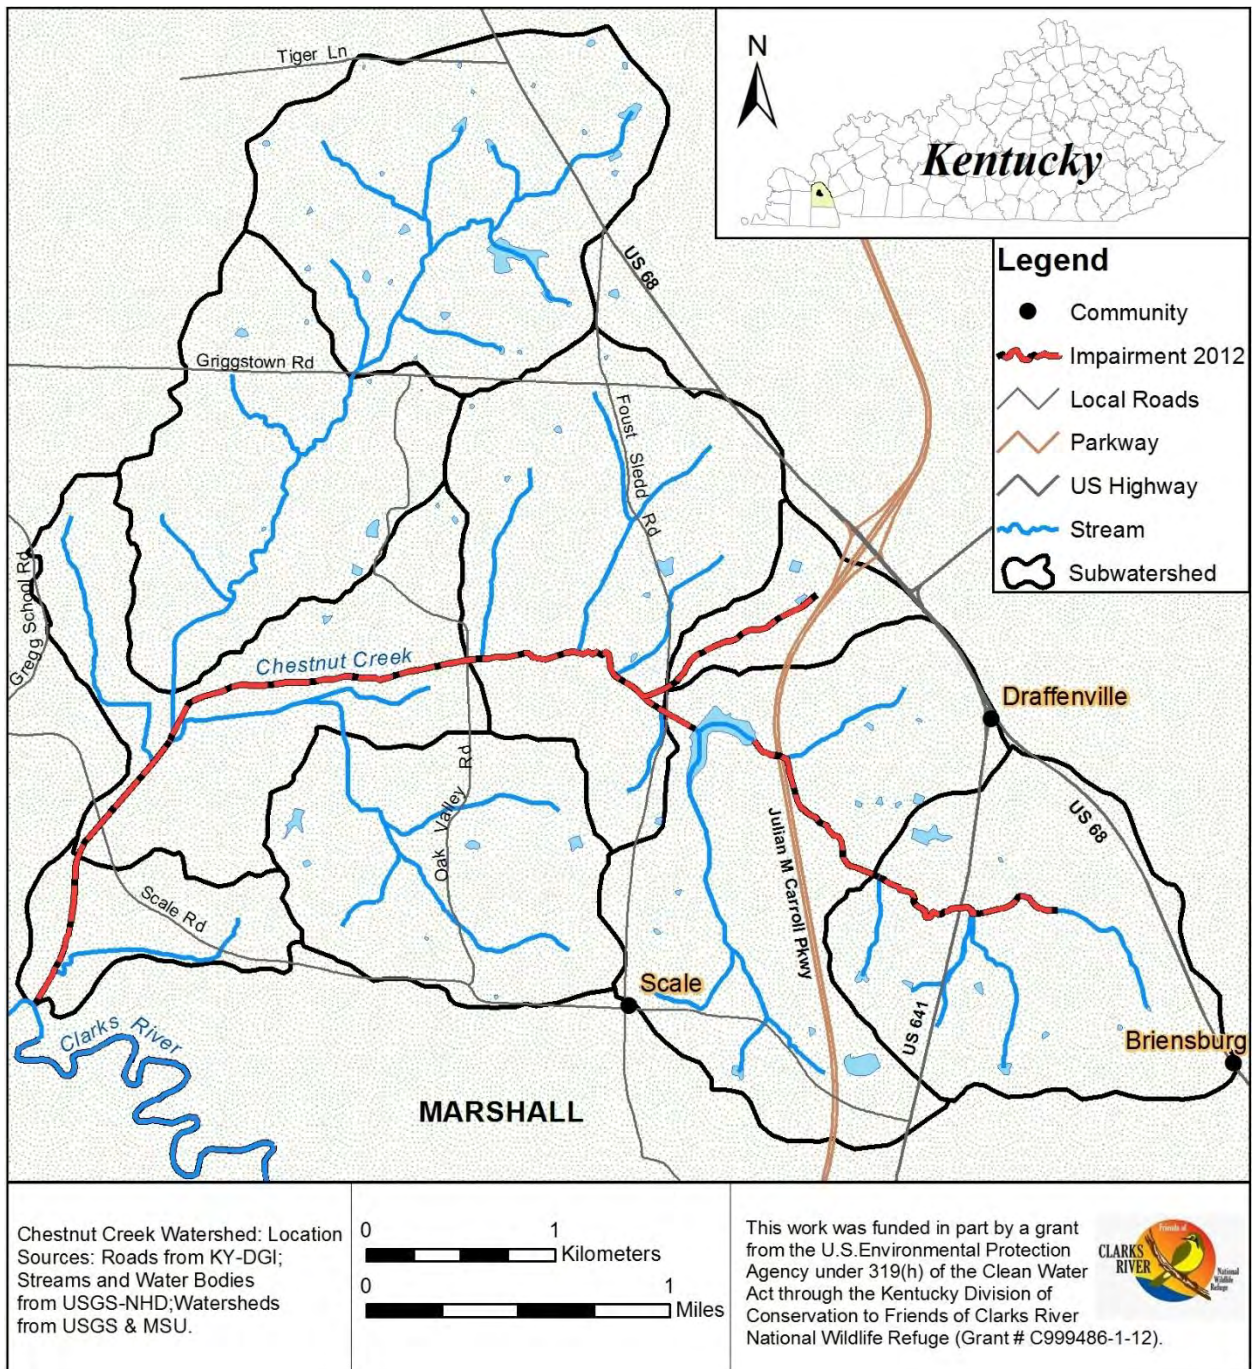 Tiger Ln
N
Kentucky
US 68
Legend
Community
Impairment 2012
Local Roads
Parkway
US Highway
Stream
Subwatershed
Griggstown Rd
Foust Sledd Rd
Gregg School Rd
Chestnut Creek
Draffenville
Oak Valley Rd
Julian M Carroll Pkwy
US 68
Scale Rd
Scale
US 641
Briensburg
Clarks River
MARSHALL
Chestnut Creek Watershed: Location
Sources: Roads from KY-DGI;
Streams and Water Bodies
from USGS-NHD;Watersheds
from USGS & MSU.
0 1
Kilometers
0 1
Miles
This work was funded in part by a grant
from the U.S.Environmental Protection
Agency under 319(h) of the Clean Water
Act through the Kentucky Division of
Conservation to Friends of Clarks River
National Wildlife Refuge (Grant # C999486-1-12).
Friends of
CLARKS
RIVER
National
Wildlife
Refuge